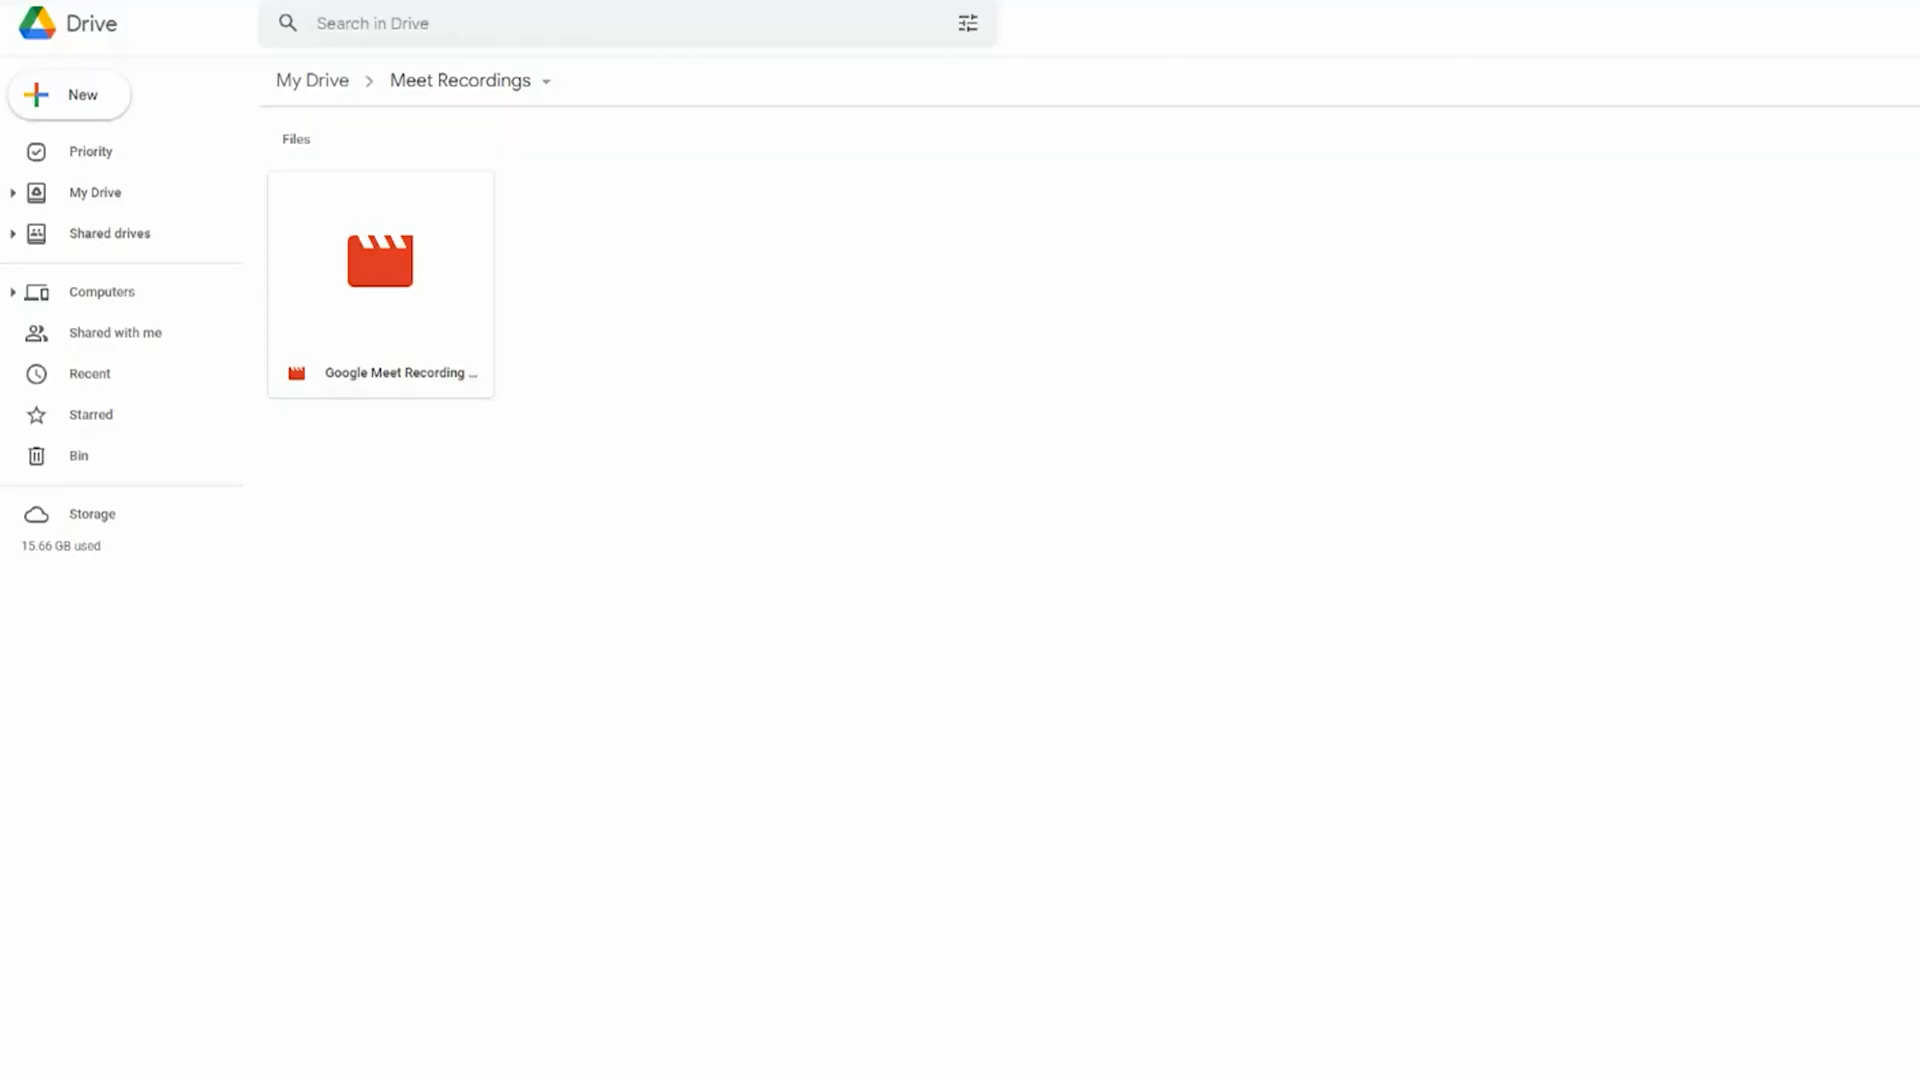 Drive
Search in Drive
New
My Drive
Meet Recordings
Files
Priority
My Drive
Shared drives
Computers
Shared with me
Recent
Starred
Bin
Storage
15.66 GB used
Google Meet Recording ...